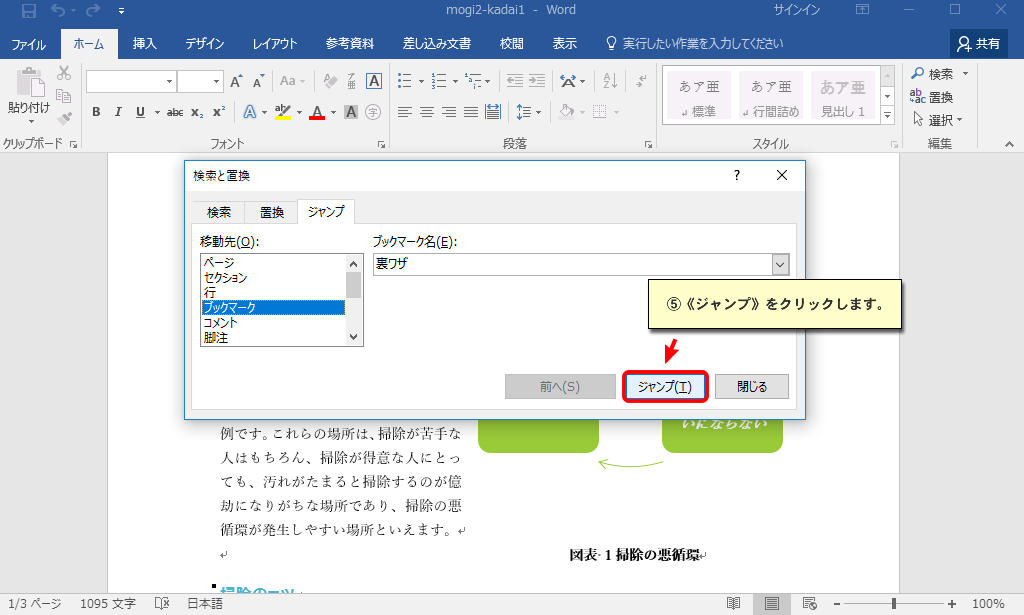 mogi2-kadai1 - Word
サインイン
ファイル
ホーム
挿入
デザイン
レイアウト
参考資料
差し込み文書
校閲
表示
実行したい作業を入力してください
共有
貼り付け
クリップボード
B I U abc x₂ x²
Aa
フォント
段落
あア亜
標準
あア亜
行間詰め
あア亜
見出し 1
スタイル
検索
置換
選択
編集
検索と置換
?
検索
置換
ジャンプ
移動先(O):
ページ
セクション
行
ブックマーク
コメント
脚注
ブックマーク名(E):
裏ワザ
⑤《ジャンプ》をクリックします。
前へ(S)
ジャンプ(T)
閉じる
いにならない
例です。これらの場所は、掃除が苦手な
人はもちろん、掃除が得意な人にとっ
ても、汚れがたまると掃除するのが億
劫になりがちな場所であり、掃除の悪
循環が発生しやすい場所といえます。
図表 1 掃除の悪循環
掃除のコツ
1/3 ページ
1095 文字
日本語
100%